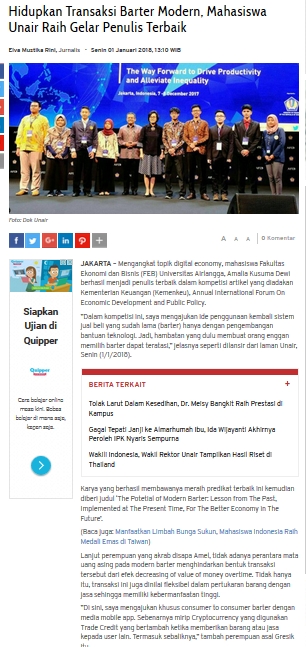 Hidupkan Transaksi Barter Modern, Mahasiswa
Unair Raih Gelar Penulis Terbaik
Elva Mustika Rini, Jurnalis - Senin 01 Januari 2018, 13:10 WIB
The Way Forward to Drive Productivity
and Alleviate Inequality
Jakarta, Indonesia, 7-8 December 2017
Foto: Dok Unair
A A A
0 Komentar
Siapkan
Ujian di
Quipper
Quipper
Cara belajar online
masa kini. Bebas
belajar di mana saja,
kapan saja.
JAKARTA - Mengangkat topik digital economy, mahasiswa Fakultas
Ekonomi dan Bisnis (FEB) Universitas Airlangga, Amalia Kusuma Dewi
berhasil menjadi penulis terbaik dalam kompetisi artikel yang diadakan
Kementerian Keuangan (Kemenkeu), Annual International Forum On
Economic Development and Public Policy.
"Dalam kompetisi ini, saya mengajukan ide penggunaan kembali sistem
jual beli yang sudah lama (barter) hanya dengan pengembangan
bantuan teknologi. Jadi, hambatan yang dulu membuat orang enggan
memilih barter dapat teratasi," jelasnya seperti dilansir dari laman Unair,
Senin (1/1/2018).
BERITA TERKAIT +
Tolak Larut Dalam Kesedihan, Dr. Meisy Bangkit Raih Prestasi di
Kampus
Gagal Tepati Janji ke Almarhumah Ibu, Ida Wijayanti Akhirnya
Peroleh IPK Nyaris Sempurna
Wakili Indonesia, Wakil Rektor Unair Tampilkan Hasil Riset di
Thailand
Karya yang berhasil membawanya meraih predikat terbaik ini kemudian
diberi judul 'The Potetial of Modern Barter: Lesson from The Past,
Implemented at The Present Time, For The Better Economy in The
Future'.
(Baca juga: Manfaatkan Limbah Bunga Sukun, Mahasiswa Indonesia Raih
Medali Emas di Taiwan)
Lanjut perempuan yang akrab disapa Amel, tidak adanya perantara mata
uang asing pada modern barter menghindarkan bentuk transaksi
tersebut dari efek decreasing of value of money overtime. Tidak hanya
itu, transaksi ini juga dinilai fleksibel dalam pertukaran barang dengan
jasa sehingga memiliki kebermanfaatan tinggi.
"Di sini, saya mengajukan khusus consumer to consumer barter dengan
media mobile app. Sebenarnya mirip Cryptocurrency yang digunakan
Trade Credit yang bertambah ketika memberikan barang atau jasa
kepada user lain. Termasuk sebaliknya," tambah perempuan asal Gresik
itu.